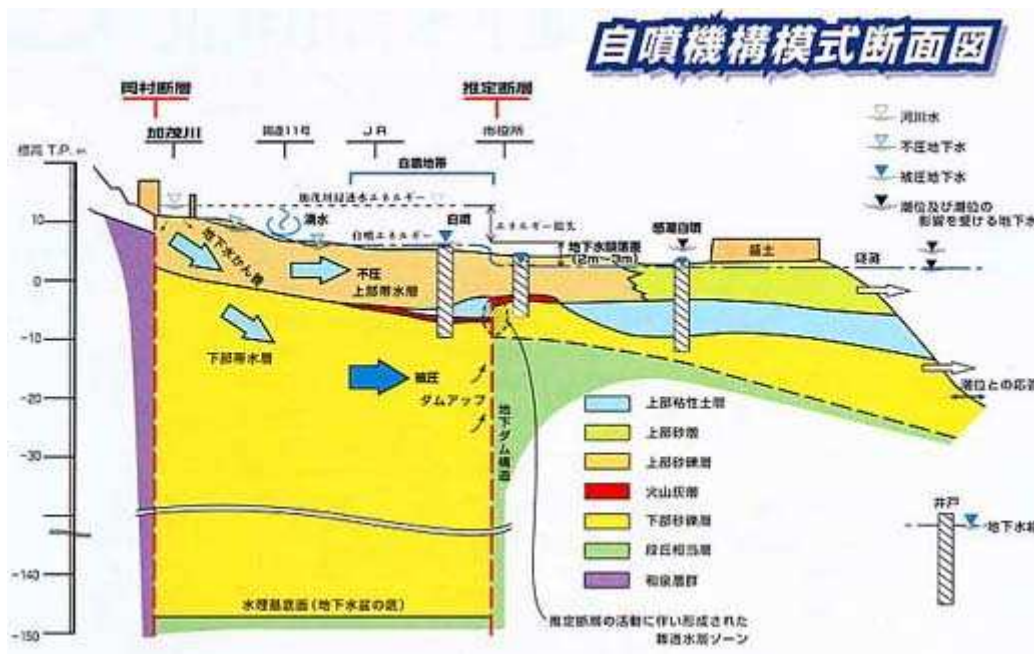 自噴機構模式断面図
岡村断層
推定断層
加茂川
国道11号
JR
市役所
標高 T.P. m
自噴地帯
河川水
不圧地下水
被圧地下水
潮位及び潮位の
影響を受ける地下水
加茂川浸透水エネルギー
湧水
自噴エネルギー
自噴
エネルギー損失
地下水頭落差
(2m～3m)
感潮自噴
盛土
10
0
-10
-20
-30
-140
-150
地下水かん養
不圧
上部帯水層
下部帯水層
被圧
ダムアップ
地下ダム構造
潮位との応答
上部粘性土層
上部砂層
上部砂礫層
火山灰層
下部砂礫層
段丘相当層
和泉層群
井戸
水理基底面(地下水盆の底)
推定断層の活動に伴い形成された
難透水層ゾーン